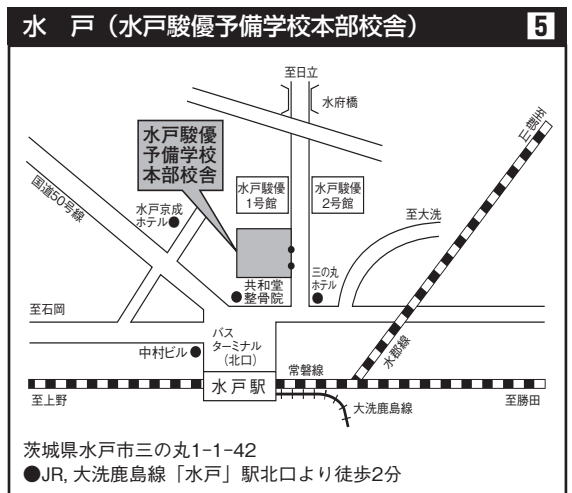 水 戸（水戸駿優予備学校本部校舎） 5
至日立
水府橋
至郡山
水戸駿優
予備学校
本部校舎
国道50号線
水戸京成
ホテル●
水戸駿優
1号館
水戸駿優
2号館
至大洗
共和堂
●整骨院
三の丸
ホテル
至石岡
バス
ターミナル
(北口)
中村ビル●
水郡線
常磐線
水戸駅
至上野
大洗鹿島線
至勝田
茨城県水戸市三の丸1-1-42
●JR, 大洗鹿島線「水戸」駅北口より徒歩2分